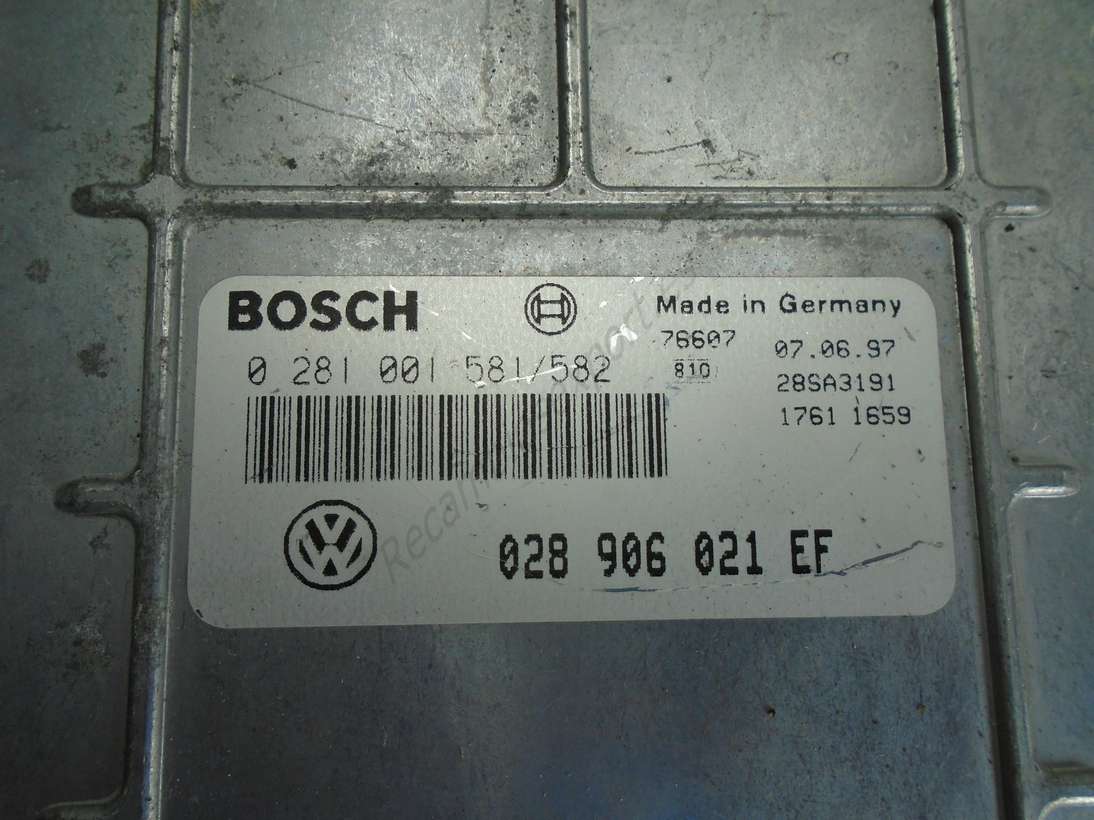 BOSCH
Made in Germany
0 281 001 581/582
76607
07.06.97
810
28SA3191
1761 1659
VW
028 906 021 EF